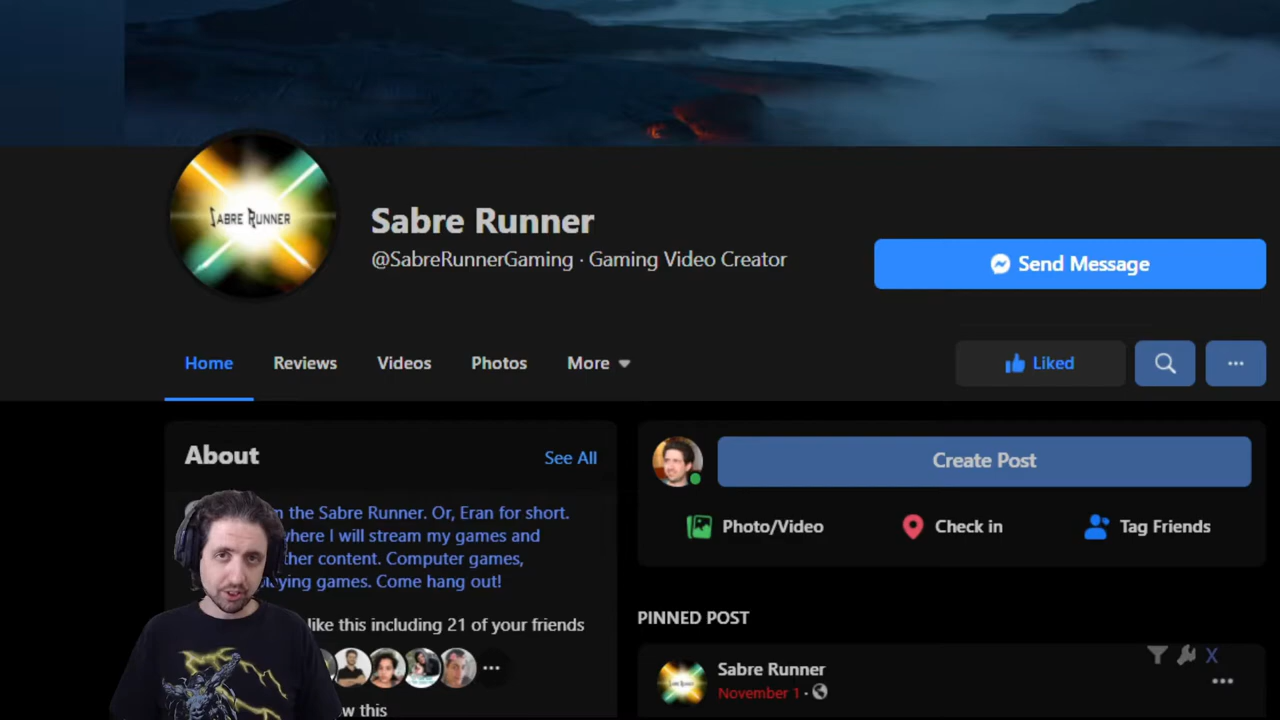 SABRE RUNNER
Sabre Runner
@SabreRunnerGaming · Gaming Video Creator
Send Message
Home Reviews Videos Photos More
Liked
About
See All
the Sabre Runner. Or, Eran for short.
where I will stream my games and
content. Computer games,
games. Come hang out!
like this including 21 of your friends
this
Create Post
Photo/Video Check in Tag Friends
PINNED POST
Sabre Runner
November 1 ·
X
SABRE RUNNER